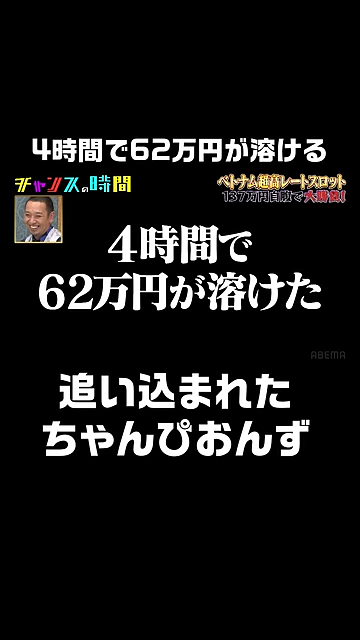 4時間で62万円が溶ける
チャンスの時間
ベトナム超高レートスロット
137万円自腹で大勝負!
4時間で
62万円が溶けた
ABEMA
追い込まれた
ちゃんぴおんず